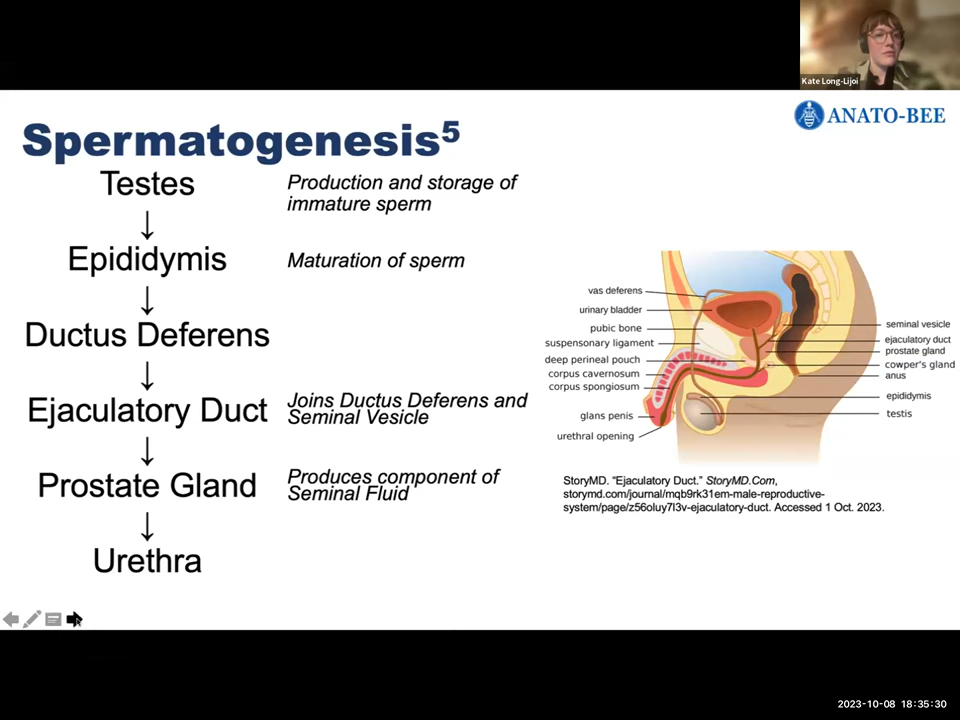 Kate Long-Lijoi
ANATO-BEE
Spermatogenesis5
Testes
Production and storage of
immature sperm
↓
Epididymis
Maturation of sperm
↓
Ductus Deferens
↓
Ejaculatory Duct
Joins Ductus Deferens and
Seminal Vesicle
↓
Prostate Gland
Produces component of
Seminal Fluid
↓
Urethra
vas deferens
urinary bladder
pubic bone
suspensonary ligament
deep perineal pouch
corpus cavernosum
corpus spongiosum
glans penis
urethral opening
seminal vesicle
ejaculatory duct
prostate gland
cowper's gland
anus
epididymis
testis
StoryMD. “Ejaculatory Duct.” StoryMD.Com,
storymd.com/journal/mqb9rk31em-male-reproductive-
system/page/z56oluy7l3v-ejaculatory-duct. Accessed 1 Oct. 2023.
2023-10-08 18:35:30